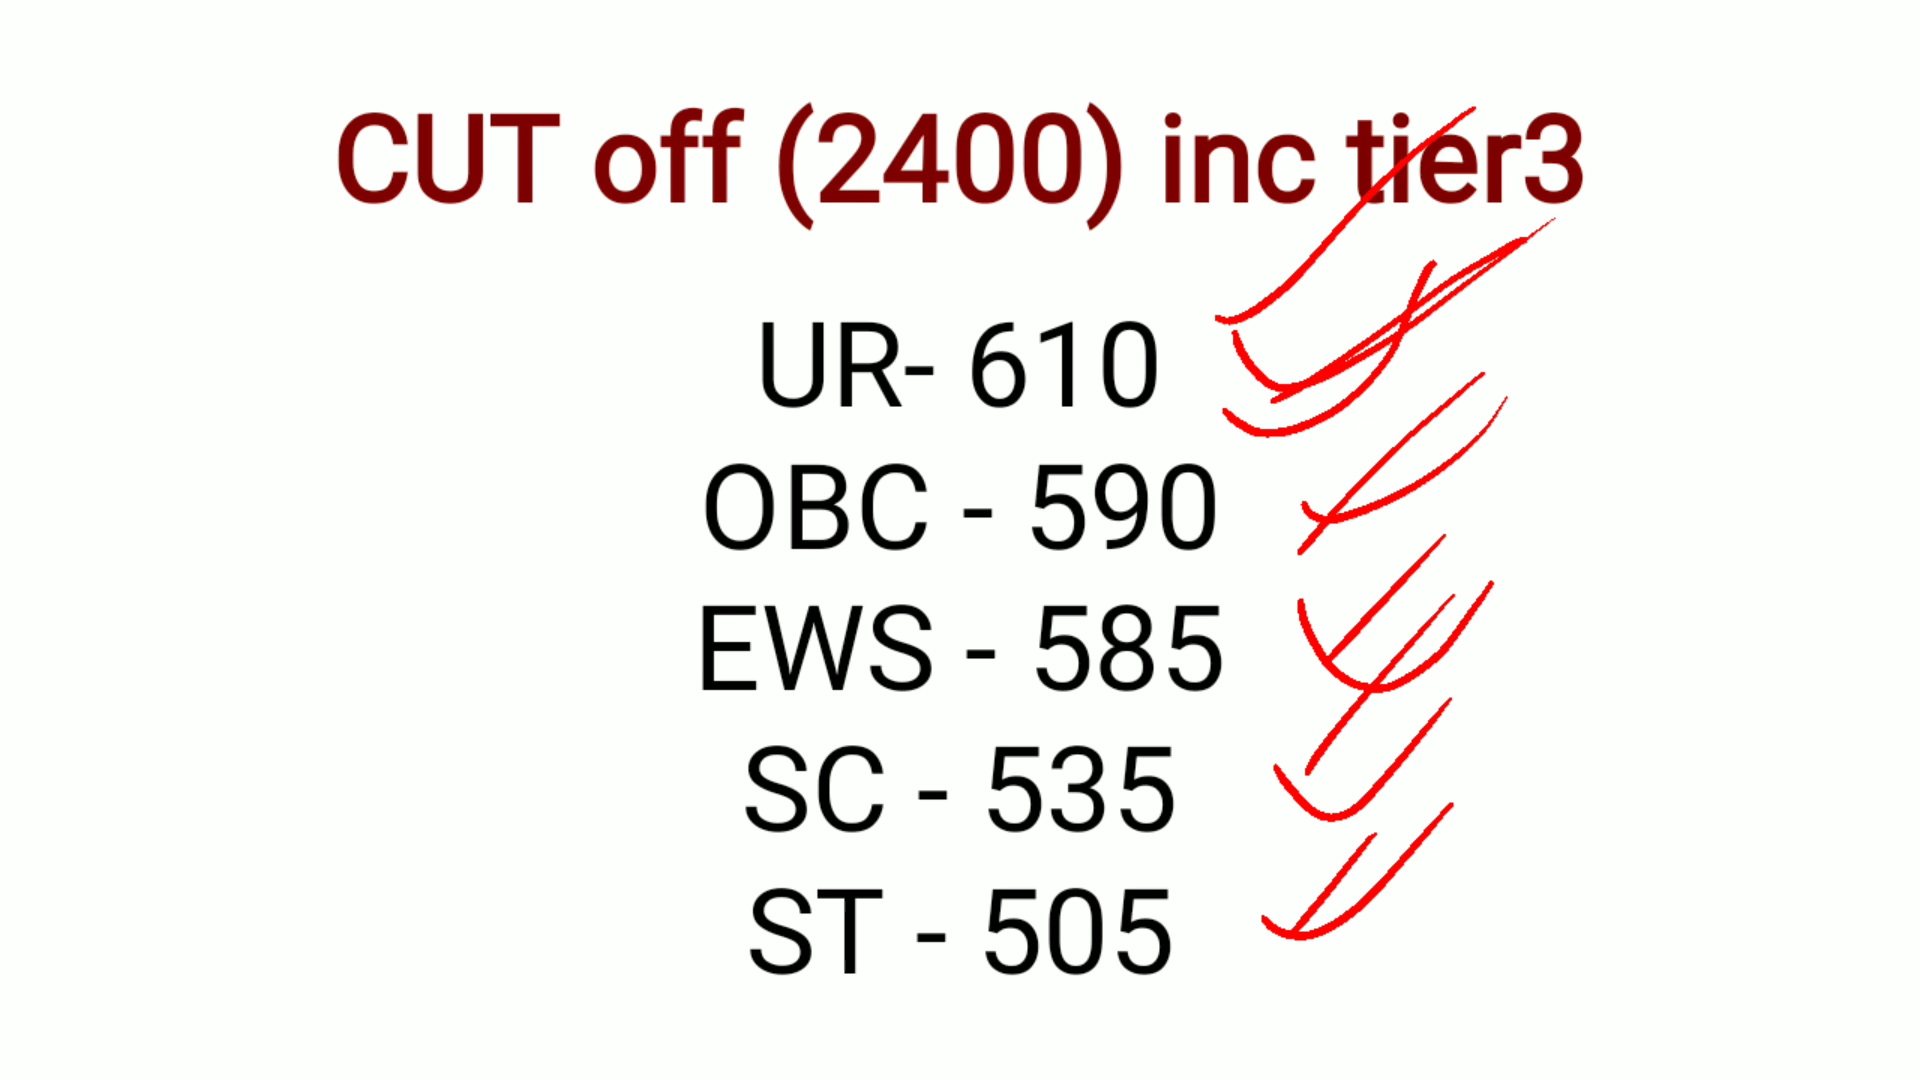 CUT off (2400) inc tier3
UR- 610
OBC - 590
EWS - 585
SC - 535
ST - 505